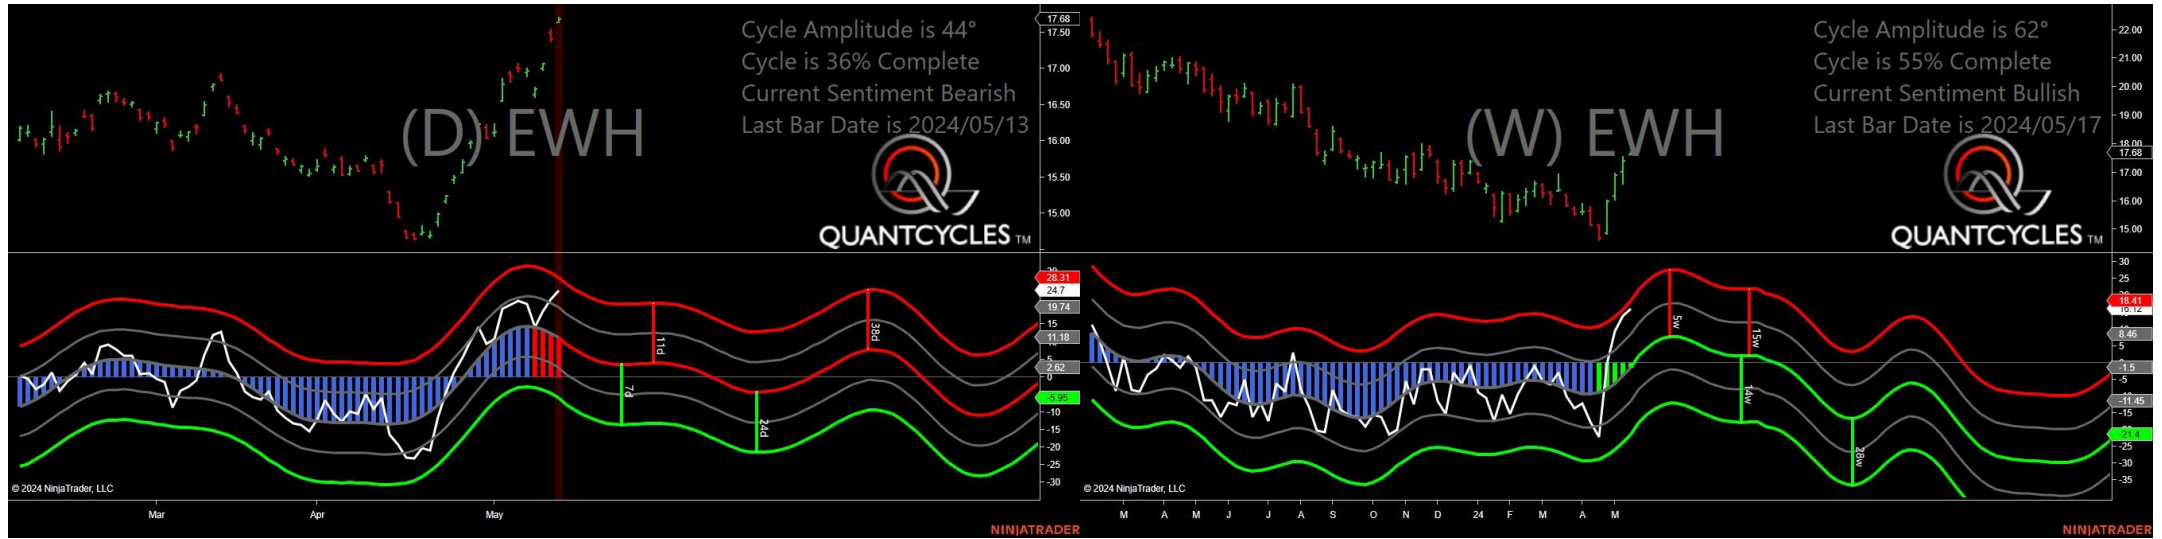 Cycle Amplitude is 44°
Cycle is 36% Complete
Current Sentiment Bearish
Last Bar Date is 2024/05/13
(D) EWH
QUANTCYCLES TM
17.68
17.50
17.00
16.50
16.00
15.50
15.00
28.31
24.7
19.74
15
11.18
5
2.62
0
-5.95
-10
-15
-20
-25
-30
7d
11d
24d
38d
© 2024 NinjaTrader, LLC
Mar Apr May
NINJATRADER
Cycle Amplitude is 62°
Cycle is 55% Complete
Current Sentiment Bullish
Last Bar Date is 2024/05/17
(W) EWH
QUANTCYCLES TM
22.00
21.00
20.00
19.00
18.00
17.68
17.00
16.00
15.00
30
25
18.41
16.12
8.46
5
-1.5
-5
-11.45
-15
-21.4
-25
-30
-35
5w
15w
14w
28w
© 2024 NinjaTrader, LLC
M A M J J A S O N D 24 F M A M
NINJATRADER